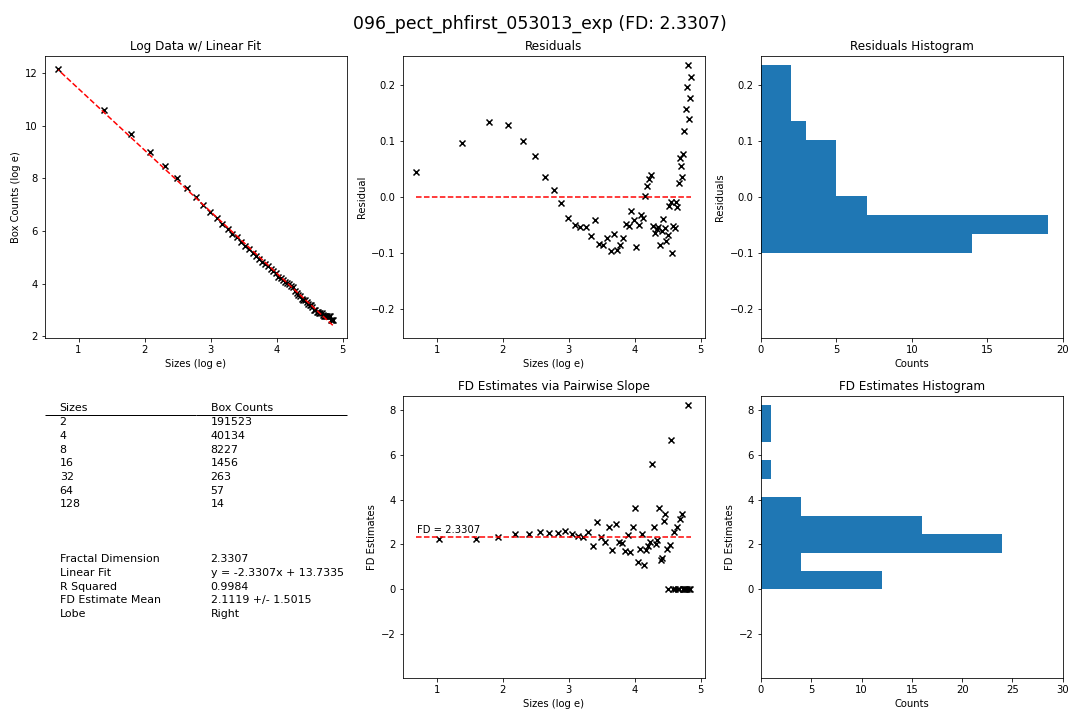 096_pect_phfirst_053013_exp (FD: 2.3307)
Log Data w/ Linear Fit
12
10
8
6
4
2
1 2 3 4 5
Box Counts (log e)
Sizes (log e)
Residuals
0.2
0.1
0.0
−0.1
−0.2
1 2 3 4 5
Residual
Sizes (log e)
Residuals Histogram
0.2
0.1
0.0
−0.1
−0.2
0 5 10 15 20
Residuals
Counts
Sizes Box Counts
2 191523
4 40134
8 8227
16 1456
32 263
64 57
128 14
Fractal Dimension 2.3307
Linear Fit y = -2.3307x + 13.7335
R Squared 0.9984
FD Estimate Mean 2.1119 +/- 1.5015
Lobe Right
FD Estimates via Pairwise Slope
8
6
4
2
0
−2
FD = 2.3307
1 2 3 4 5
FD Estimates
Sizes (log e)
FD Estimates Histogram
8
6
4
2
0
−2
0 5 10 15 20 25 30
FD Estimates
Counts